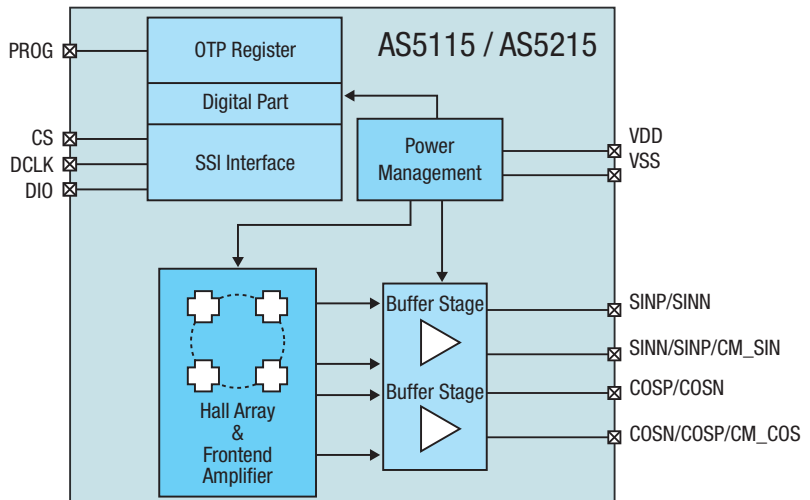 AS5115 / AS5215
PROG
OTP Register
Digital Part
CS
DCLK
DIO
SSI Interface
Power
Management
VDD
VSS
Hall Array
&
Frontend
Amplifier
Buffer Stage
Buffer Stage
SINP/SINN
SINN/SINP/CM_SIN
COSP/COSN
COSN/COSP/CM_COS